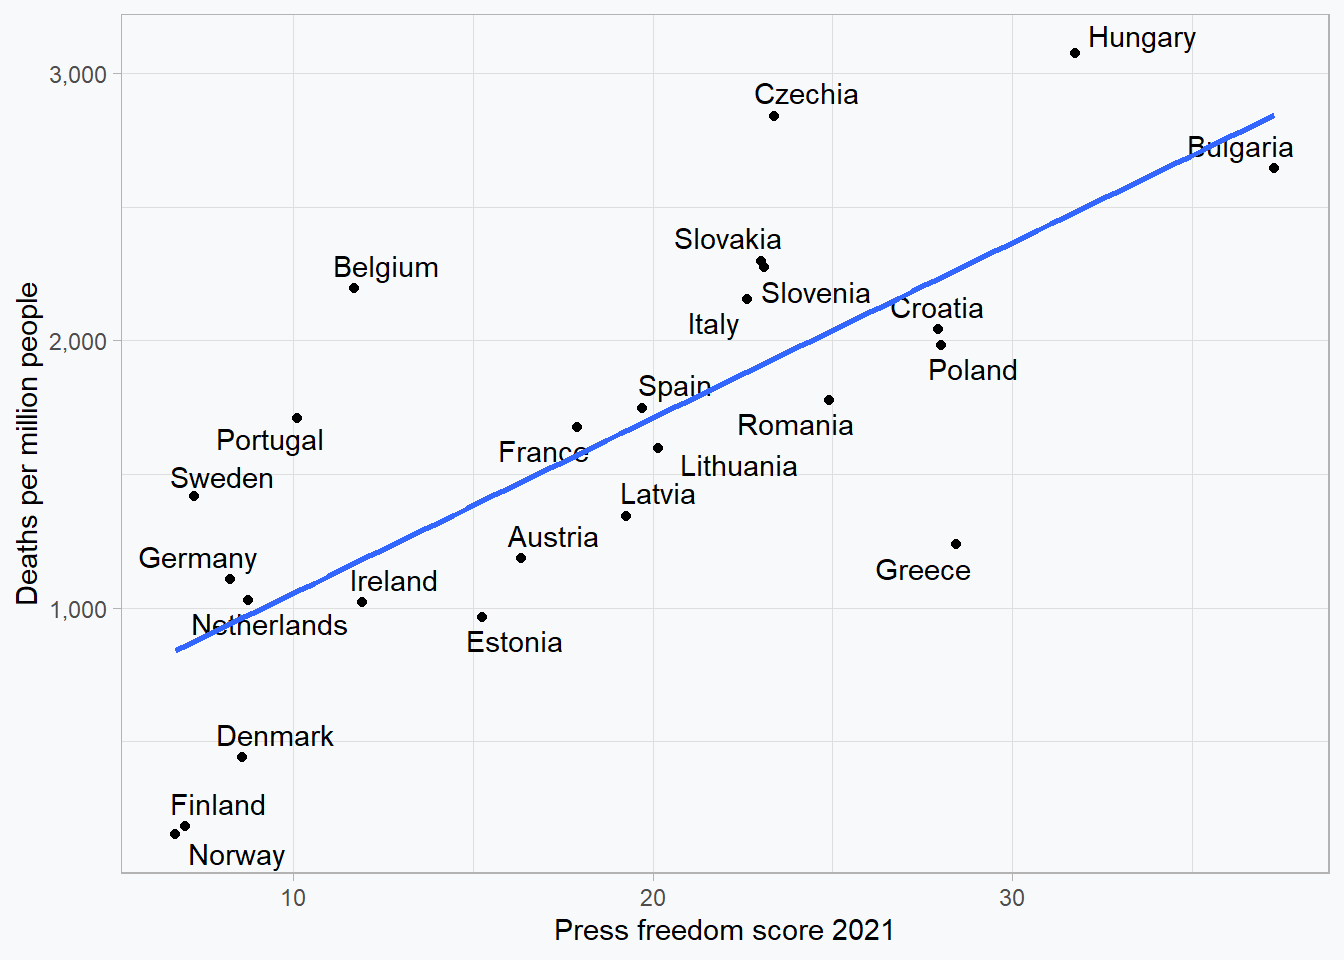 Hungary
3,000
Czechia
Bulgaria
Slovakia
Belgium
Slovenia
Croatia
Italy
2,000
Poland
Spain
Romania
Portugal
France
Lithuania
Sweden
Latvia
Austria
Germany
Greece
Ireland
1,000
Netherlands
Estonia
Denmark
Finland
Norway
10
20
30
Press freedom score 2021
Deaths per million people